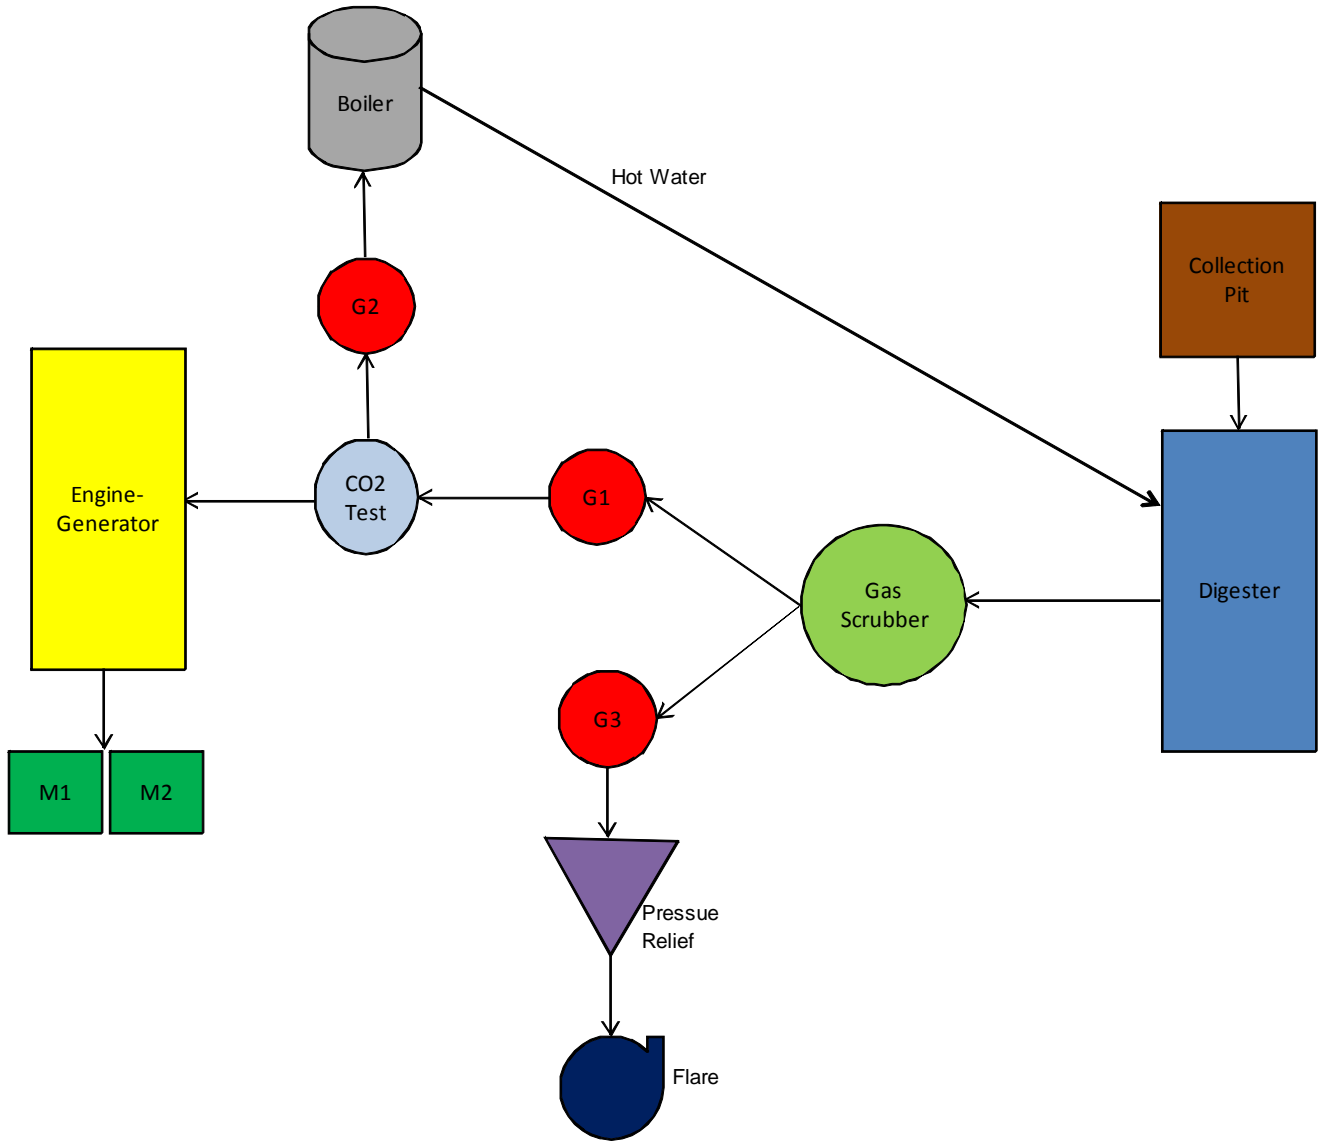 Boiler
Hot Water
Collection
Pit
G2
Engine-
Generator
CO2
Test
G1
Gas
Scrubber
Digester
G3
M1
M2
Pressue
Relief
Flare